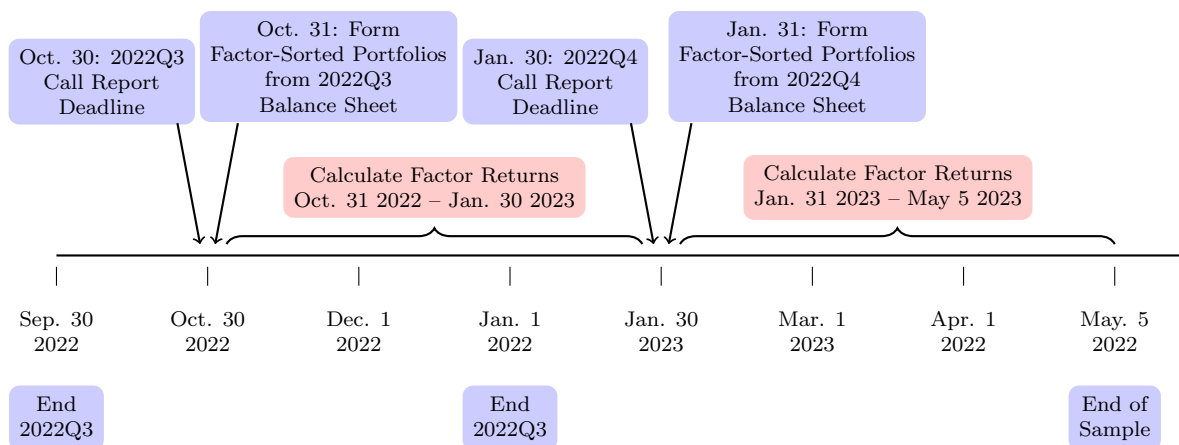 Oct. 30: 2022Q3
Call Report
Deadline
Oct. 31: Form
Factor-Sorted Portfolios
from 2022Q3
Balance Sheet
Jan. 30: 2022Q4
Call Report
Deadline
Jan. 31: Form
Factor-Sorted Portfolios
from 2022Q4
Balance Sheet
Calculate Factor Returns
Oct. 31 2022 – Jan. 30 2023
Calculate Factor Returns
Jan. 31 2023 – May 5 2023
Sep. 30
2022
Oct. 30
2022
Dec. 1
2022
Jan. 1
2022
Jan. 30
2023
Mar. 1
2023
Apr. 1
2022
May. 5
2022
End
2022Q3
End
2022Q3
End of
Sample